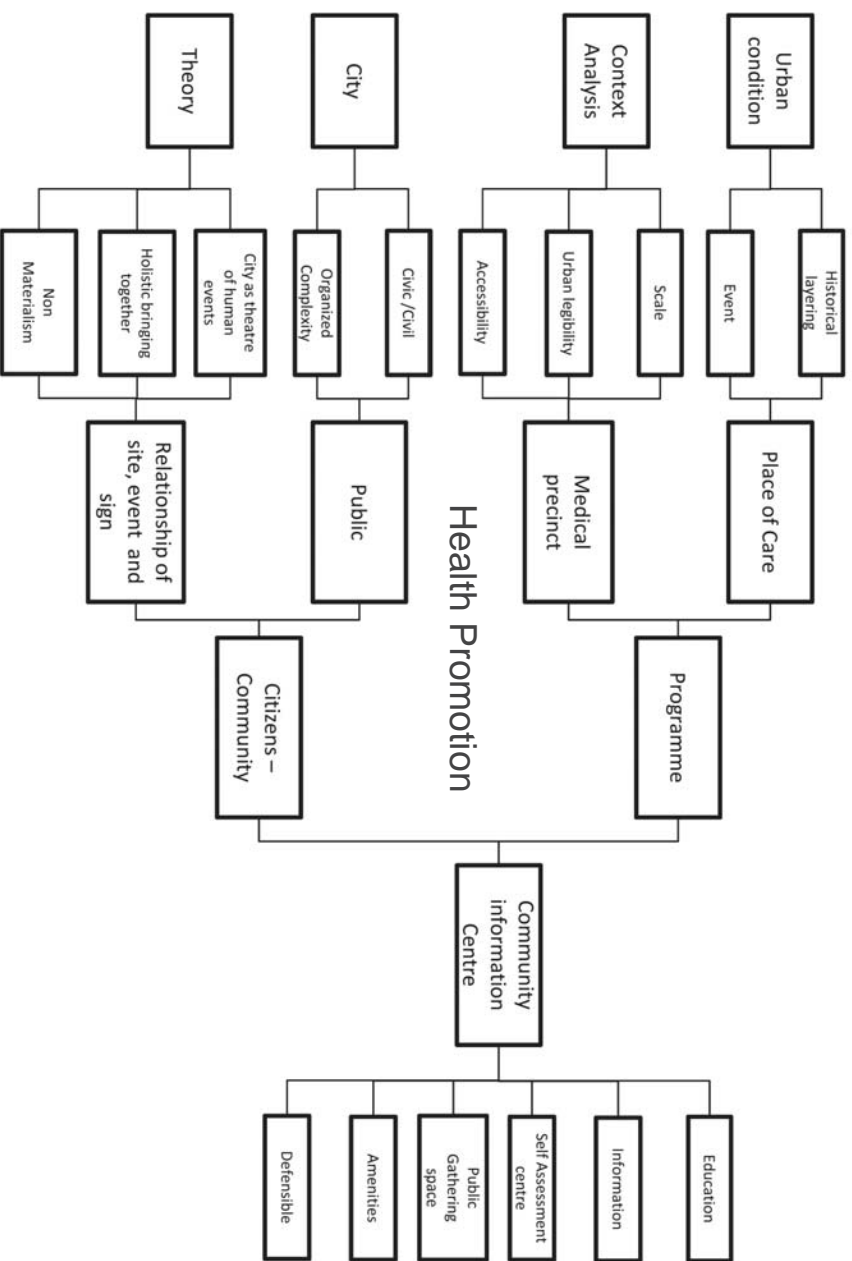 Urban
condition
Context
Analysis
City
Theory
Historical
layering
Event
Scale
Urban legibility
Accessibility
Civic /Civil
Organized
Complexity
City as theatre
of human
events
Holistic bringing
together
Non
Materialism
Place of Care
Medical
precinct
Public
Relationship of
site, event and
sign
Health Promotion
Programme
Citizens –
Community
Community
information
Centre
Education
Information
Self Assessment
centre
Public
Gathering
space
Amenities
Defensible